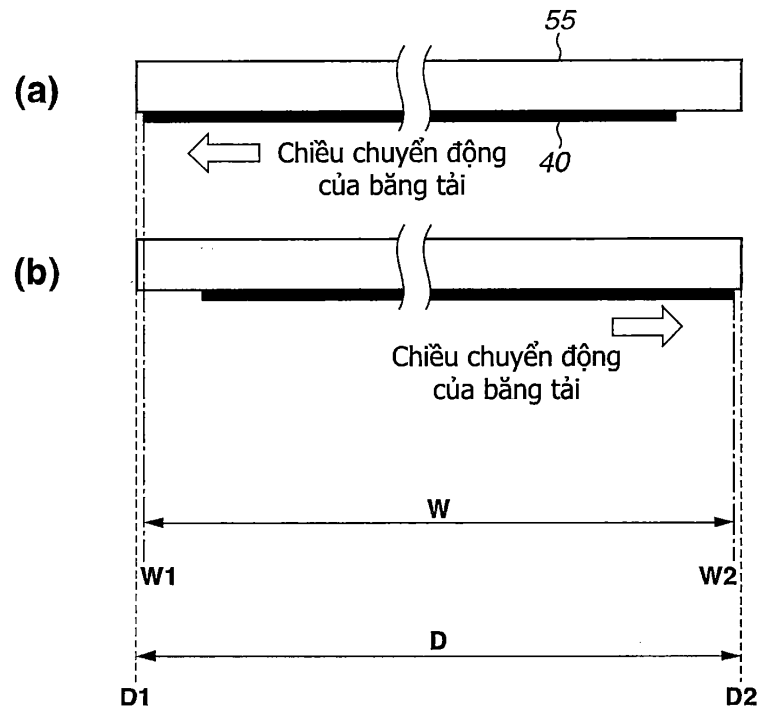 55
(a)
Chiều chuyển động
của băng tải
40
(b)
Chiều chuyển động
của băng tải
W
W1
W2
D
D1
D2